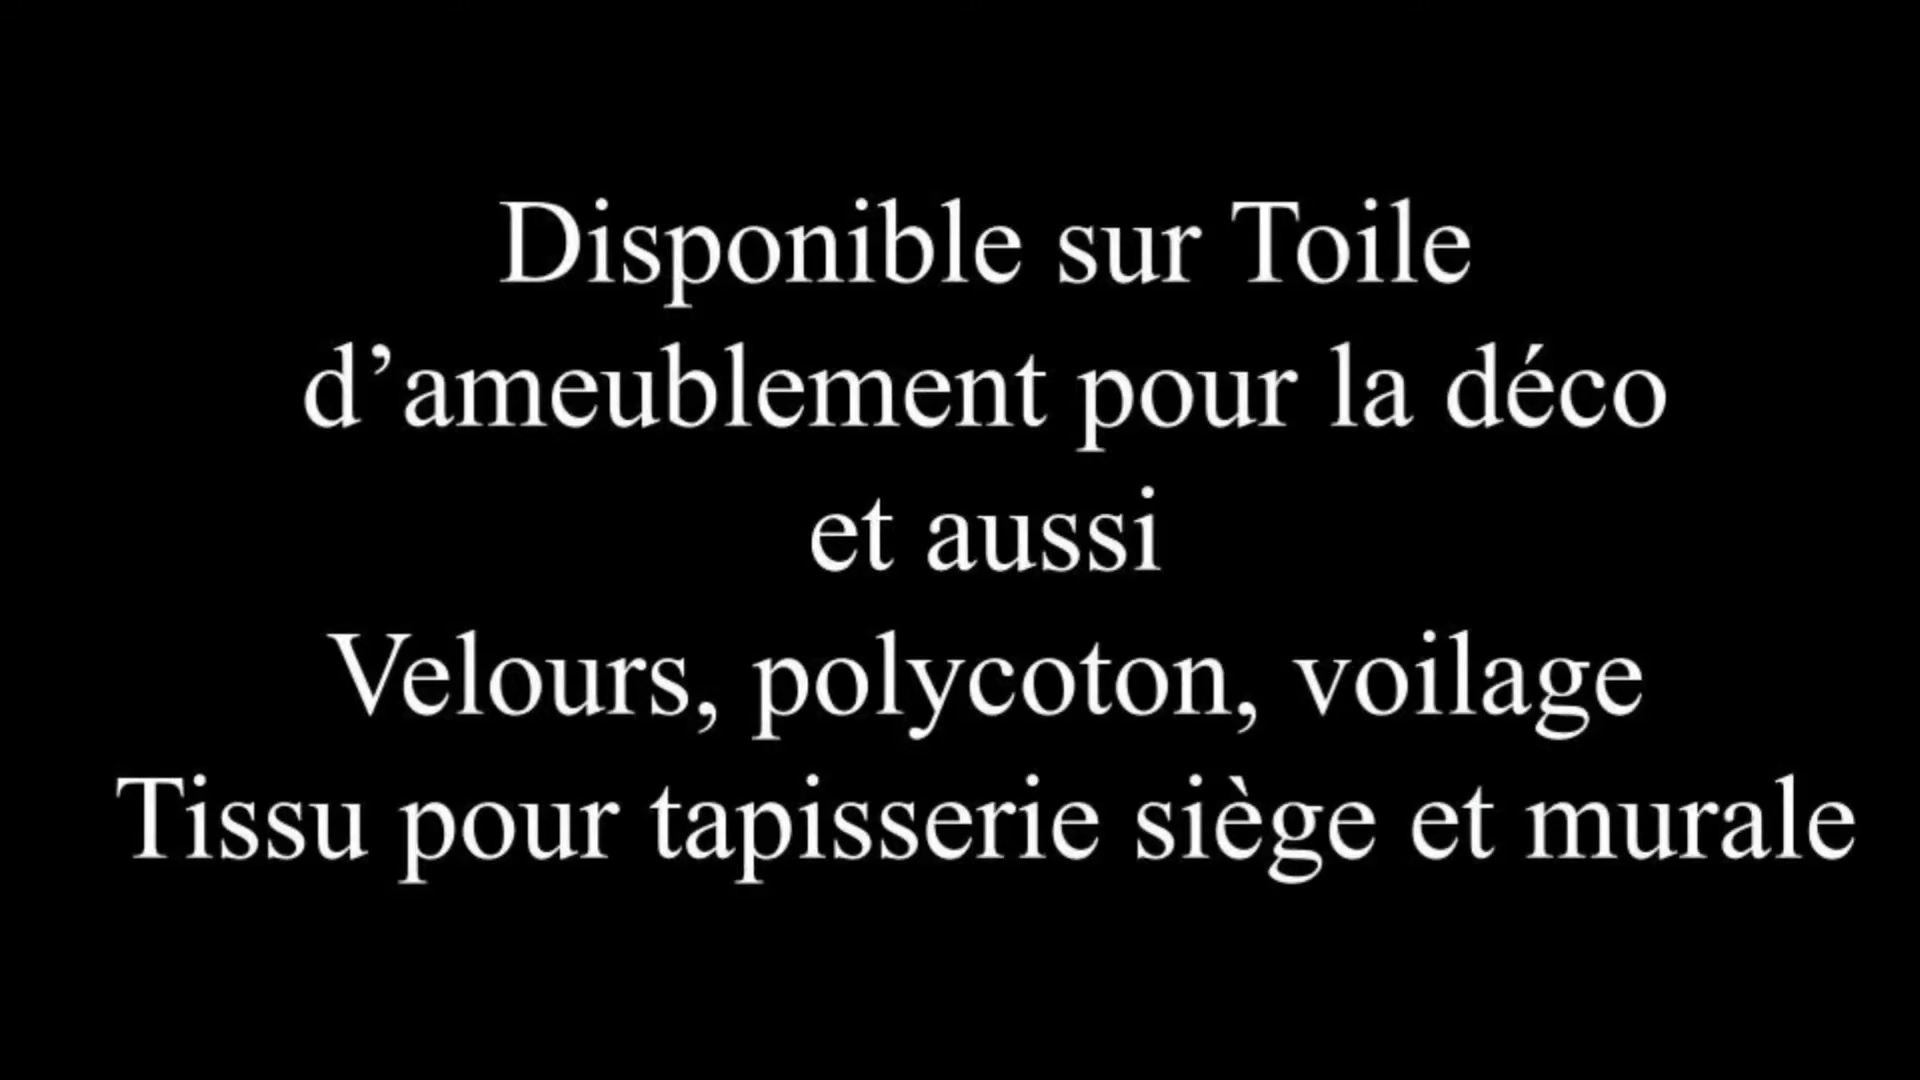 Disponible sur Toile
d’ameublement pour la déco
et aussi
Velours, polycoton, voilage
Tissu pour tapisserie siège et murale